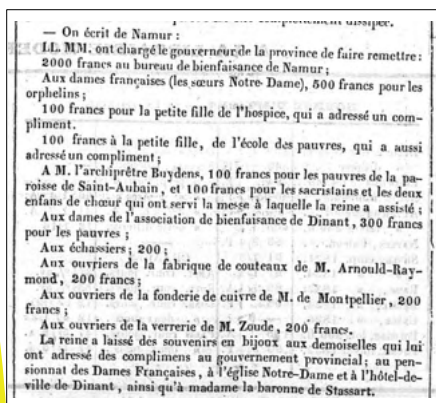 complètement dissipée.
— On écrit de Namur :
LL. MM. ont chargé le gouverneur de la province de faire remettre :
2000 francs au bureau de bienfaisance de Namur ;
Aux dames françaises (les sœurs Notre-Dame), 500 francs pour les
orphelins ;
100 francs pour la petite fille de l'hospice, qui a adressé un com-
pliment.
100 francs à la petite fille, de l'école des pauvres, qui a aussi
adressé un compliment ;
A M. l'archiprêtre Buydens, 100 francs pour les pauvres de la pa-
roisse de Saint-Aubain, et 100 francs pour les sacristains et les deux
enfans de chœur qui ont servi la messe à laquelle la reine a assisté ;
Aux dames de l'association de bienfaisance de Dinant, 300 francs
pour les pauvres ;
Aux échassiers ; 200 ;
Aux ouvriers de la fabrique de couteaux de M. Arnould-Ray-
mond, 200 francs ;
Aux ouvriers de la fonderie de cuivre de M. de Montpellier, 200
francs ;
Aux ouvriers de la verrerie de M. Zoude, 200 francs.
La reine a laissé des souvenirs en bijoux aux demoiselles qui lui
ont adressé des complimens au gouvernement provincial ; au pen-
sionnat des Dames Françaises, à l'église Notre-Dame et à l'hôtel-de-
ville de Dinant, ainsi qu'à madame la baronne de Stassart.